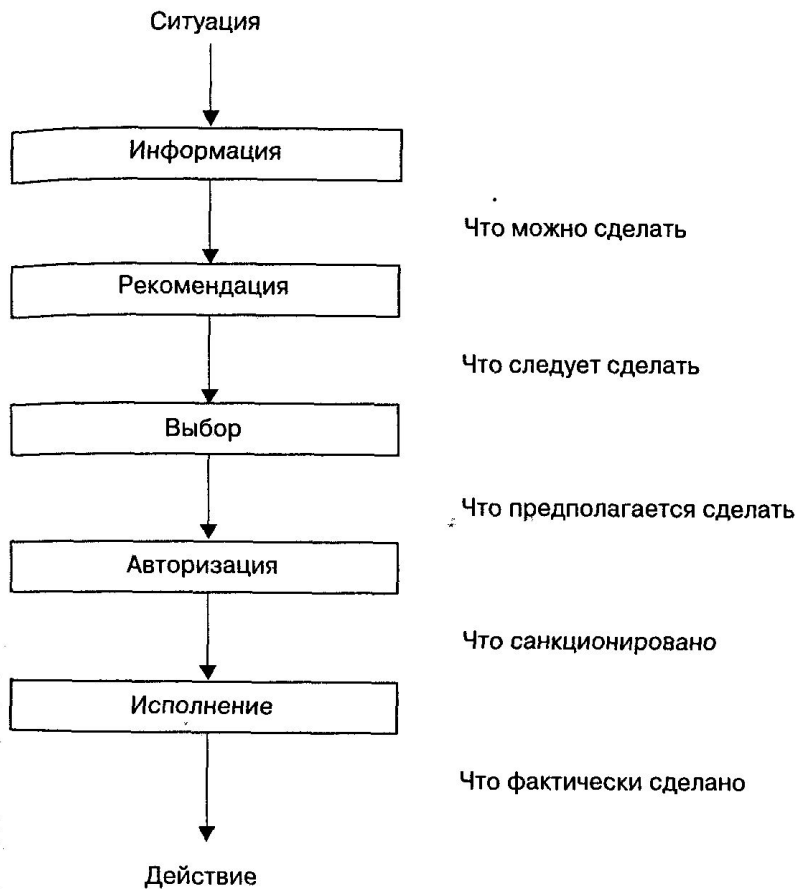 Ситуация
Информация
Что можно сделать
Рекомендация
Что следует сделать
Выбор
Что предполагается сделать
Авторизация
Что санкционировано
Исполнение
Что фактически сделано
Действие